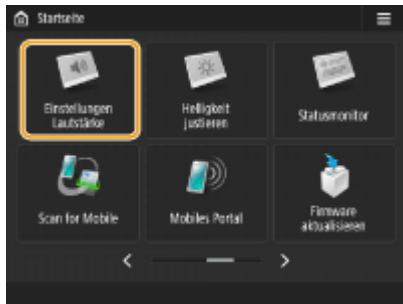 Startseite
Einstellungen
Lautstärke
Helligkeit
justieren
Statusmonitor
Scan for Mobile
Mobiles Portal
Firmware
aktualisieren